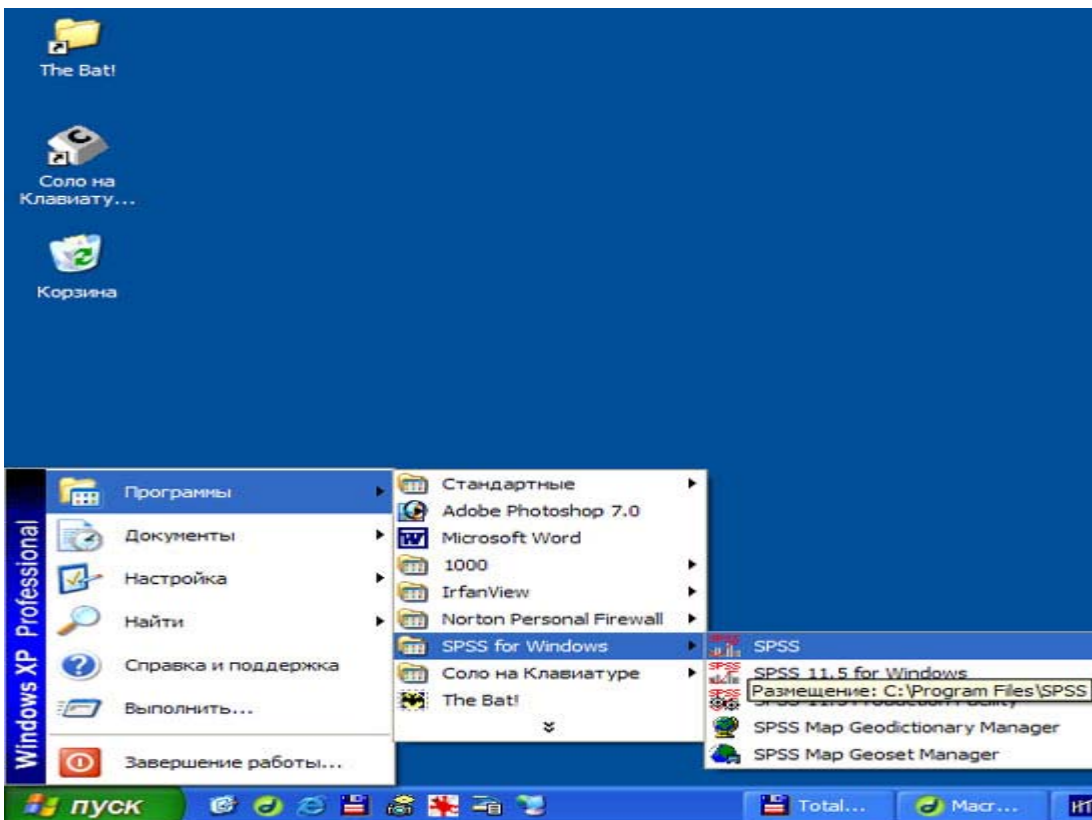 The Bat!
Соло на
Клавиату...
Корзина
Windows XP Professional
Программы
Документы
Настройка
Найти
Справка и поддержка
Выполнить...
Завершение работы...
Стандартные
Adobe Photoshop 7.0
Microsoft Word
1000
IrfanView
Norton Personal Firewall
SPSS for Windows
Соло на Клавиатуре
The Bat!
SPSS
SPSS 11.5 for Windows
Размещение: C:\Program Files\SPSS
SPSS Map Geodictionary Manager
SPSS Map Geoset Manager
пуск
Total...
Macr...